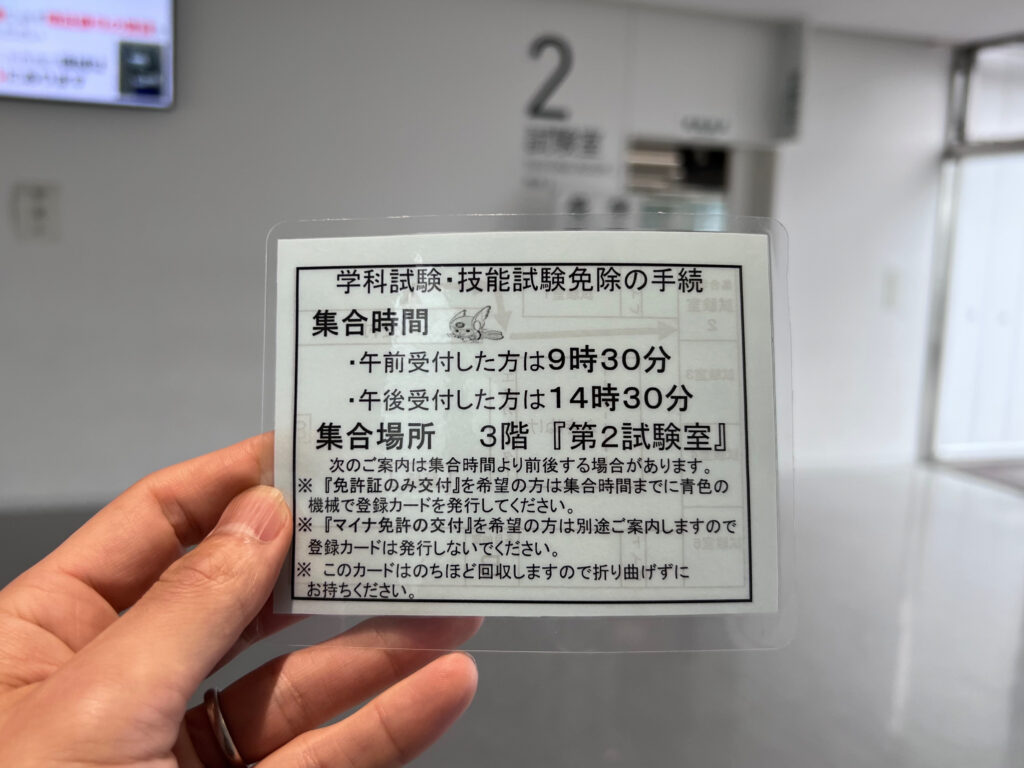 2
試験室
学科試験・技能試験免除の手続
集合時間
・午前受付した方は9時30分
・午後受付した方は14時30分
集合場所　3階 『第2試験室』
次のご案内は集合時間より前後する場合があります。
※ 『免許証のみ交付』を希望の方は集合時間までに青色の
機械で登録カードを発行してください。
※ 『マイナ免許の交付』を希望の方は別途ご案内しますので
登録カードは発行しないでください。
※ このカードはのちほど回収しますので折り曲げずに
お持ちください。